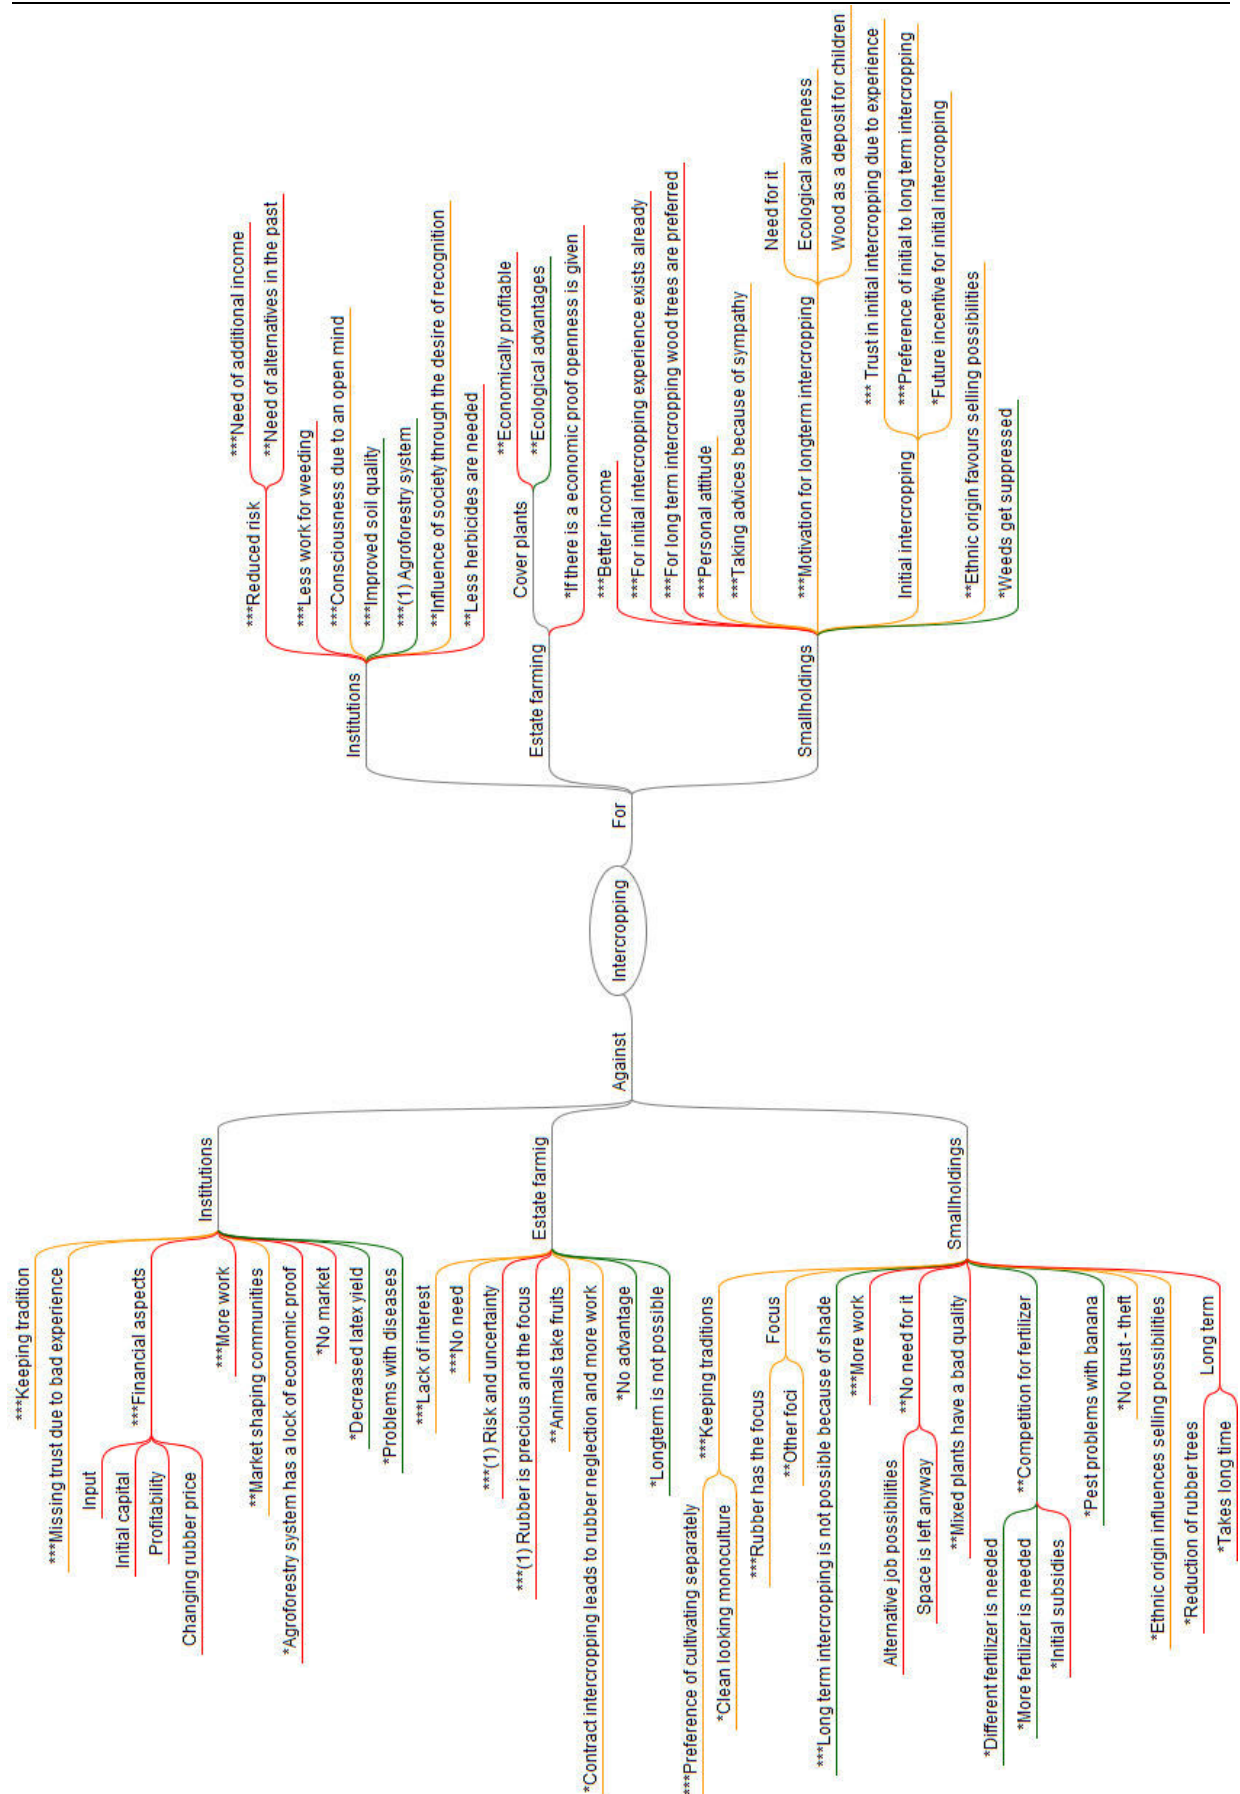 Intercropping
For
Institutions
***Reduced risk
***Need of additional income
**Need of alternatives in the past
***Less work for weeding
***Consciousness due to an open mind
***Improved soil quality
***(1) Agroforestry system
**Influence of society through the desire of recognition
**Less herbicides are needed
Estate farming
Cover plants
**Economically profitable
**Ecological advantages
*If there is a economic proof openness is given
Smallholdings
***Better income
***For initial intercropping experience exists already
***For long term intercropping wood trees are preferred
***Personal attitude
***Taking advices because of sympathy
***Motivation for longterm intercropping
Need for it
Ecological awareness
Wood as a deposit for children
Initial intercropping
*** Trust in initial intercropping due to experience
***Preference of initial to long term intercropping
*Future incentive for initial intercropping
**Ethnic origin favours selling possibilities
*Weeds get suppressed
Against
Institutions
***Keeping tradition
***Missing trust due to bad experience
***Financial aspects
Input
Initial capital
Profitability
Changing rubber price
***More work
**Market shaping communities
*Agroforestry system has a lock of economic proof
*No market
*Decreased latex yield
*Problems with diseases
Estate farmig
***Lack of interest
***No need
***(1) Risk and uncertainty
***(1) Rubber is precious and the focus
**Animals take fruits
*Contract intercropping leads to rubber neglection and more work
*No advantage
*Longterm is not possible
Smallholdings
***Keeping traditions
***Preference of cultivating separately
*Clean looking monoculture
Focus
***Rubber has the focus
**Other foci
***Long term intercropping is not possible because of shade
***More work
**No need for it
Alternative job possibilities
Space is left anyway
**Mixed plants have a bad quality
**Competition for fertilizer
*Different fertilizer is needed
*More fertilizer is needed
*Initial subsidies
*Pest problems with banana
*No trust - theft
*Ethnic origin influences selling possibilities
Long term
*Reduction of rubber trees
*Takes long time